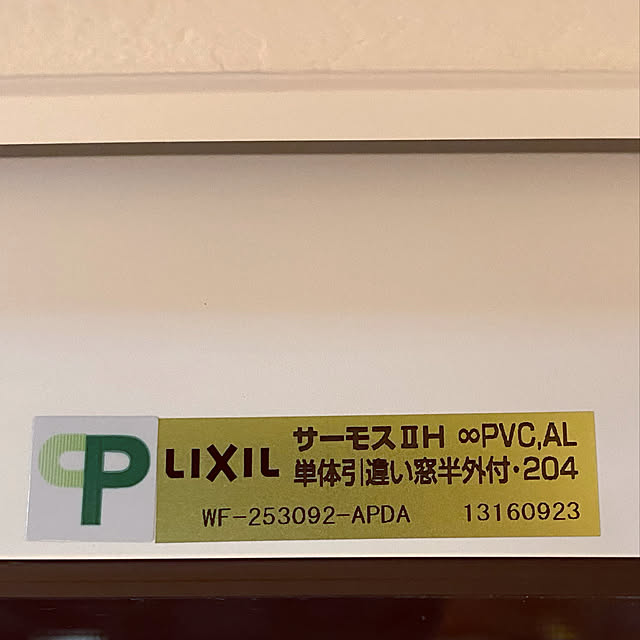 CP LIXIL サーモスⅡH ∞PVC,AL
単体引違い窓半外付・204
WF-253092-APDA 13160923